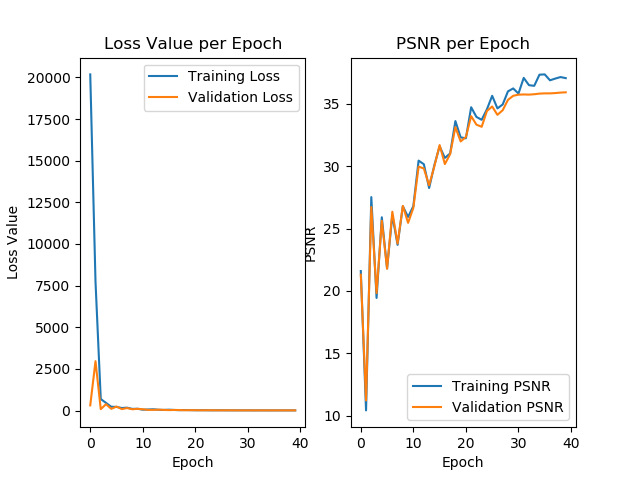 Loss Value per Epoch
Loss Value
20000
17500
15000
12500
10000
7500
5000
2500
0
Training Loss
Validation Loss
0 10 20 30 40
Epoch
PSNR per Epoch
PSNR
35
30
25
20
15
10
Training PSNR
Validation PSNR
0 10 20 30 40
Epoch